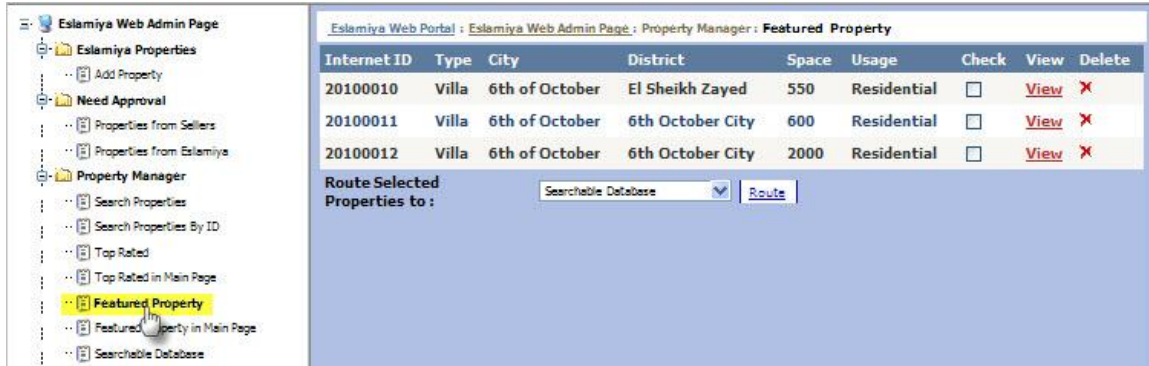 Eslamiya Web Admin Page
Eslamiya Properties
Add Property
Need Approval
Properties from Sellers
Properties from Eslamiya
Property Manager
Search Properties
Search Properties By ID
Top Rated
Top Rated in Main Page
Featured Property
Featured Property in Main Page
Searchable Database
Eslamiya Web Portal : Eslamiya Web Admin Page : Property Manager : Featured Property
Internet ID Type City District Space Usage Check View Delete
20100010 Villa 6th of October El Sheikh Zayed 550 Residential View
20100011 Villa 6th of October 6th October City 600 Residential View
20100012 Villa 6th of October 6th October City 2000 Residential View
Route Selected
Properties to :
Searchable Database Route